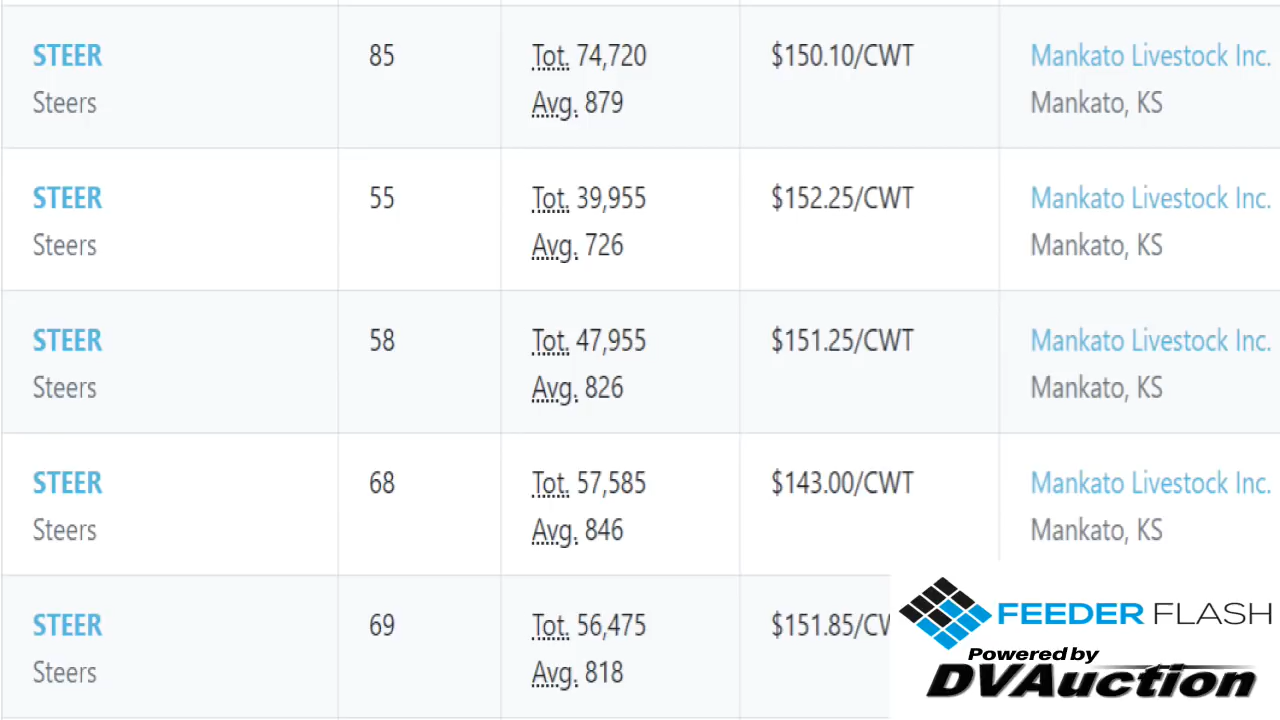 STEER 85 Tot. 74,720 $150.10/CWT Mankato Livestock Inc.
Steers Avg. 879 Mankato, KS
STEER 55 Tot. 39,955 $152.25/CWT Mankato Livestock Inc.
Steers Avg. 726 Mankato, KS
STEER 58 Tot. 47,955 $151.25/CWT Mankato Livestock Inc.
Steers Avg. 826 Mankato, KS
STEER 68 Tot. 57,585 $143.00/CWT Mankato Livestock Inc.
Steers Avg. 846 Mankato, KS
STEER 69 Tot. 56,475 $151.85/CW
Steers Avg. 818
FEEDER FLASH
Powered by
DVAuction